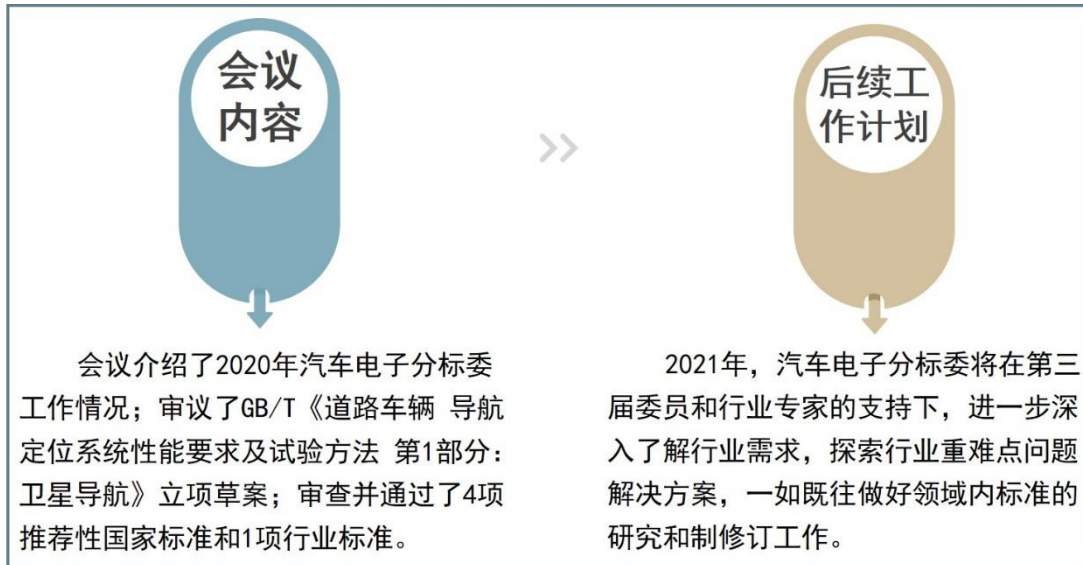 会议
内容
会议介绍了2020年汽车电子分标委
工作情况；审议了GB/T《道路车辆 导航
定位系统性能要求及试验方法 第1部分：
卫星导航》立项草案；审查并通过了4项
推荐性国家标准和1项行业标准。
后续工
作计划
2021年，汽车电子分标委将在第三
届委员和行业专家的支持下，进一步深
入了解行业需求，探索行业重难点问题
解决方案，一如既往做好领域内标准的
研究和制修订工作。